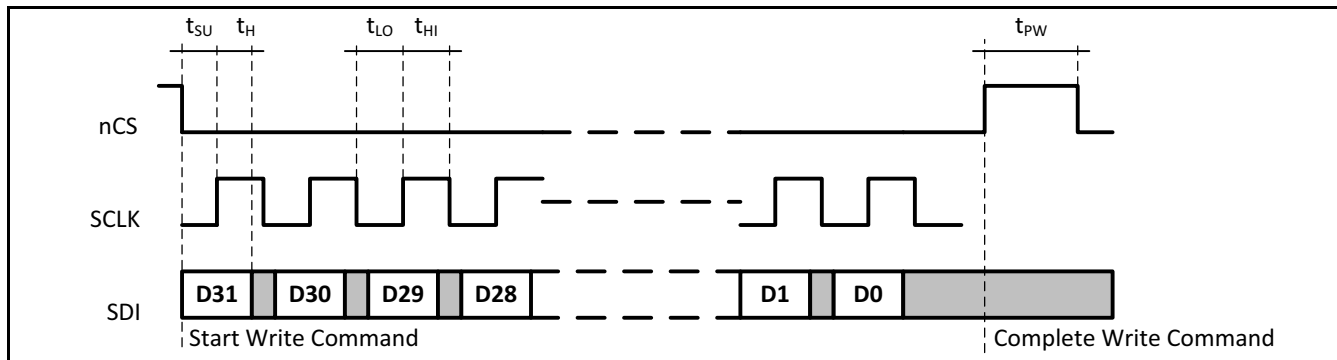 tSU tH tLO tHI tPW
nCS
SCLK
SDI D31 D30 D29 D28 D1 D0
Start Write Command Complete Write Command